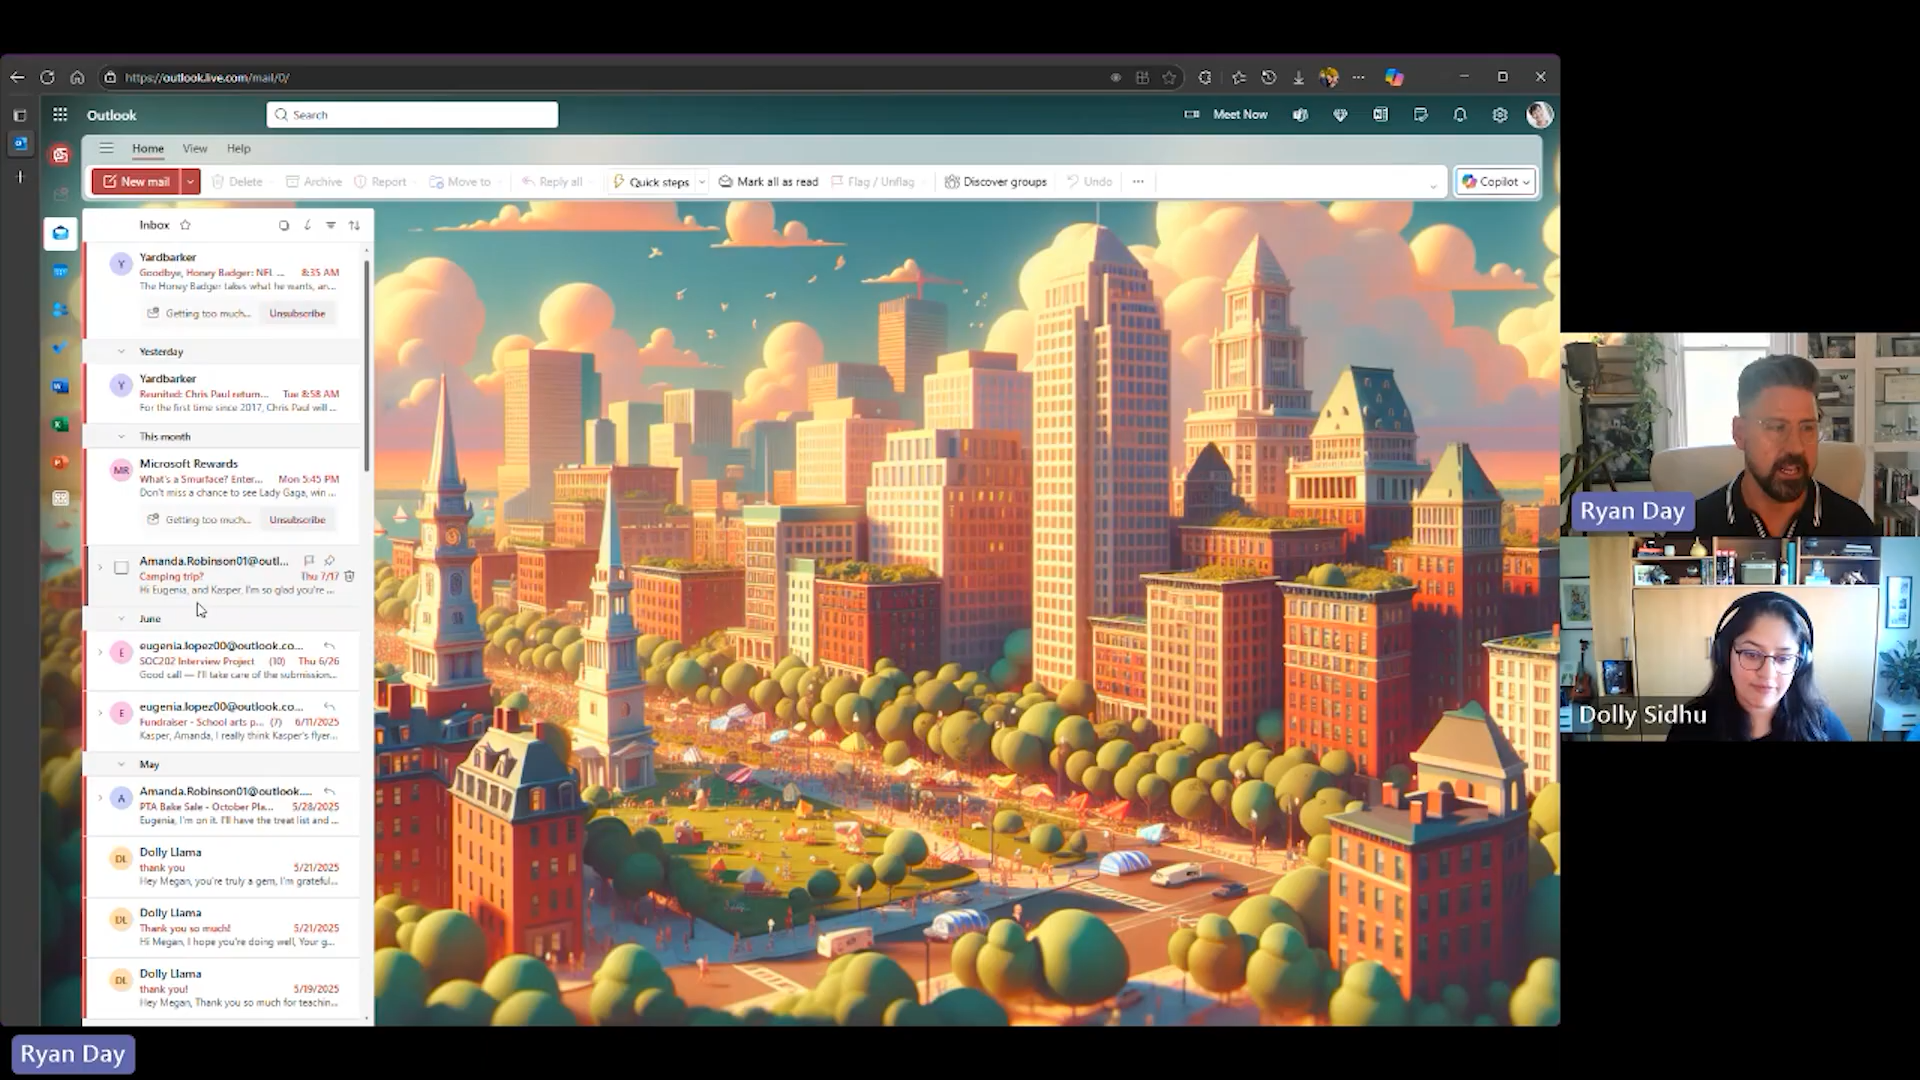 https://outlook.live.com/mail/0/
Outlook
Search
Meet Now
Home View Help
New mail Delete Archive Report Move to Reply all Quick steps Mark all as read Flag / Unflag Discover groups Undo Copilot
Inbox
Y
Yardbarker
Goodbye, Honey Badger: NFL ... 8:35 AM
The Honey Badger takes what he wants, an...
Getting too much... Unsubscribe
Yesterday
Y
Yardbarker
Reunited: Chris Paul return... Tue 8:58 AM
For the first time since 2017, Chris Paul will ...
This month
MR
Microsoft Rewards
What's a Smurface? Enter... Mon 5:45 PM
Don't miss a chance to see Lady Gaga, win ...
Getting too much... Unsubscribe
Amanda.Robinson01@outl...
Camping trip? Thu 7/17
Hi Eugenia, and Kasper, I'm so glad you're ...
June
E
eugenia.lopez00@outlook.co...
SOC202 Interview Project (10) Thu 6/26
Good call — I'll take care of the submission...
E
eugenia.lopez00@outlook.co...
Fundraiser - School arts p... (7) 6/11/2025
Kasper, Amanda, I really think Kasper's flyer...
May
A
Amanda.Robinson01@outlook....
PTA Bake Sale - October Pla... 5/28/2025
Eugenia, I'm on it. I'll have the treat list and ...
DL
Dolly Llama
thank you 5/21/2025
Hey Megan, you're truly a gem, I'm grateful...
DL
Dolly Llama
Thank you so much! 5/21/2025
Hi Megan, I hope you're doing well, Your g...
DL
Dolly Llama
thank you! 5/19/2025
Hey Megan, Thank you so much for teachin...
Ryan Day
Dolly Sidhu
Ryan Day